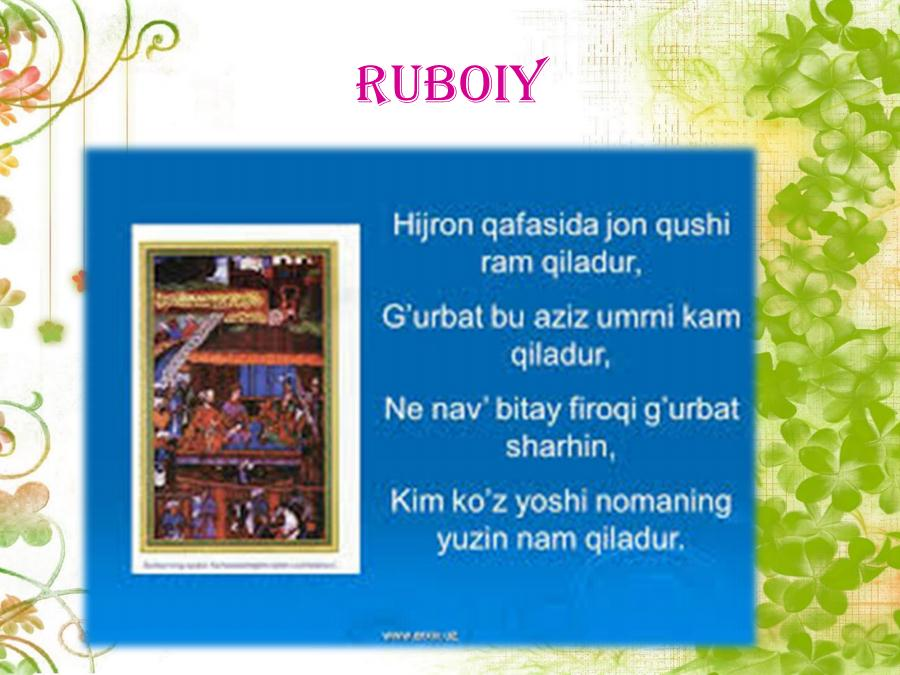 RUBOIY
Hijron qafasida jon qushi
ram qiladur,
G'urbat bu aziz umrni kam
qiladur,
Ne nav' bitay firoqi g'urbat
sharhin,
Kim ko'z yoshi nomaning
yuzin nam qiladur.